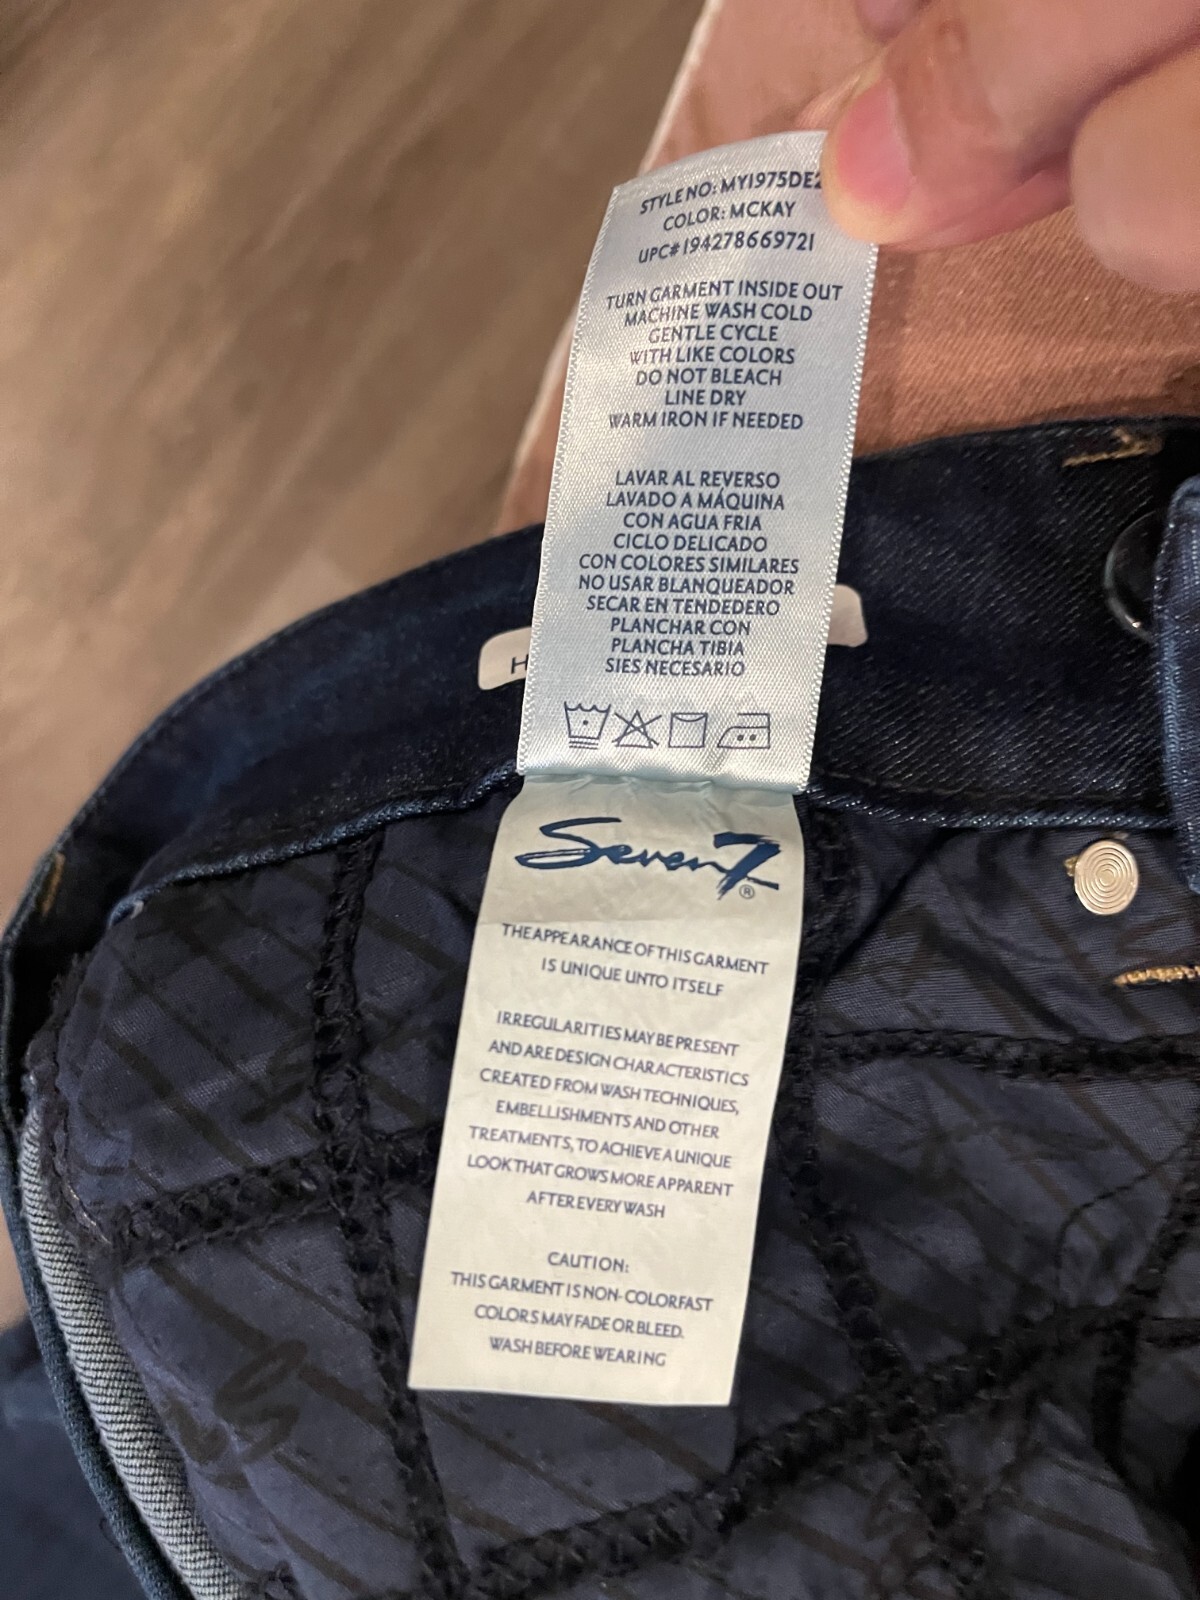 STYLE NO: MY1975DE2
COLOR: MCKAY
UPC# 194278669721
TURN GARMENT INSIDE OUT
MACHINE WASH COLD
GENTLE CYCLE
WITH LIKE COLORS
DO NOT BLEACH
LINE DRY
WARM IRON IF NEEDED
LAVAR AL REVERSO
LAVADO A MÁQUINA
CON AGUA FRIA
CICLO DELICADO
CON COLORES SIMILARES
NO USAR BLANQUEADOR
SECAR EN TENDEDERO
PLANCHAR CON
PLANCHA TIBIA
SIES NECESARIO
H
Seven7®
THE APPEARANCE OF THIS GARMENT
IS UNIQUE UNTO ITSELF
IRREGULARITIES MAY BE PRESENT
AND ARE DESIGN CHARACTERISTICS
CREATED FROM WASH TECHNIQUES,
EMBELLISHMENTS AND OTHER
TREATMENTS, TO ACHIEVE A UNIQUE
LOOK THAT GROWS MORE APPARENT
AFTER EVERY WASH
CAUTION:
THIS GARMENT IS NON-COLORFAST
COLORS MAY FADE OR BLEED.
WASH BEFORE WEARING